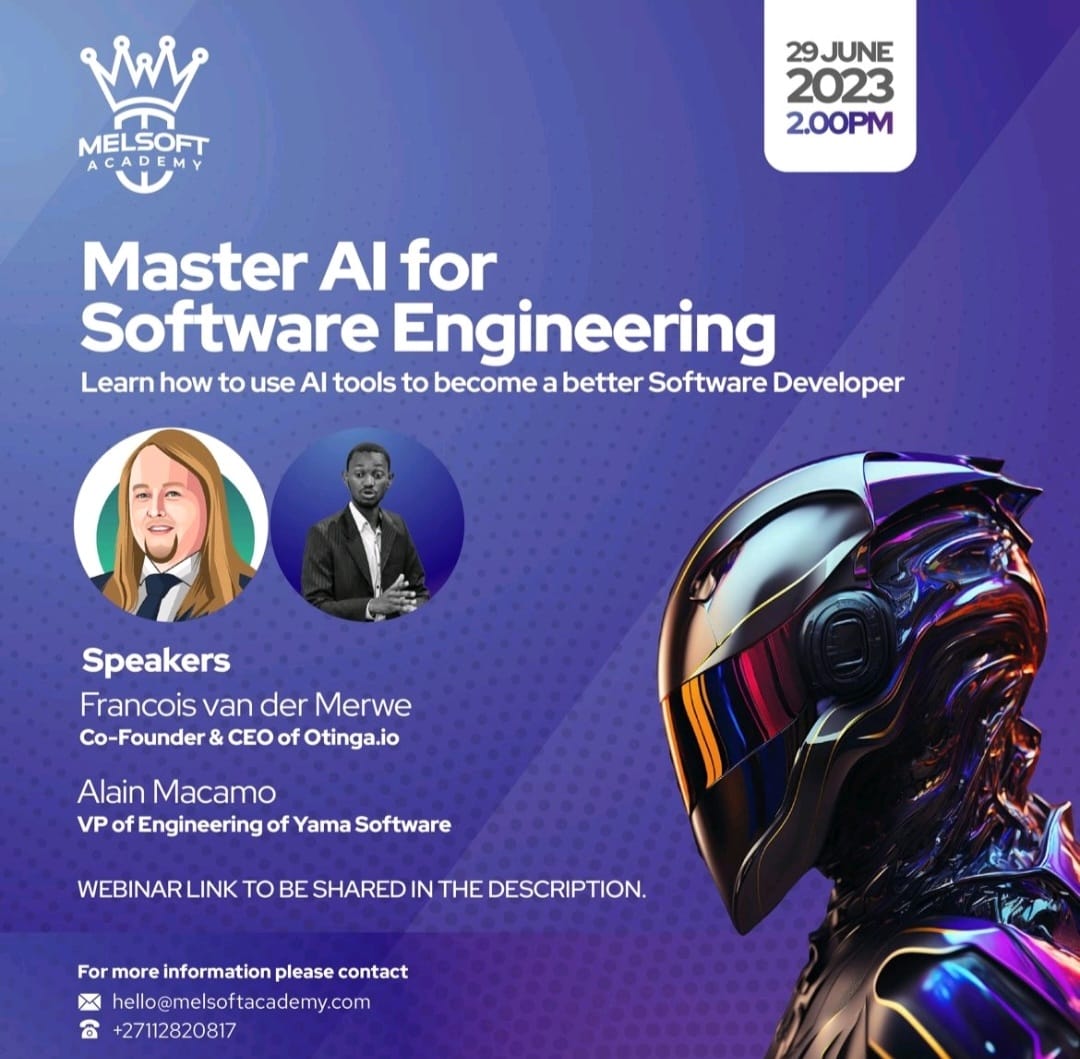 MELSOFT
ACADEMY
29 JUNE
2023
2.00PM
Master AI for
Software Engineering
Learn how to use AI tools to become a better Software Developer
Speakers
Francois van der Merwe
Co-Founder & CEO of Otinga.io
Alain Macamo
VP of Engineering of Yama Software
WEBINAR LINK TO BE SHARED IN THE DESCRIPTION.
For more information please contact
hello@melsoftacademy.com
+27112820817